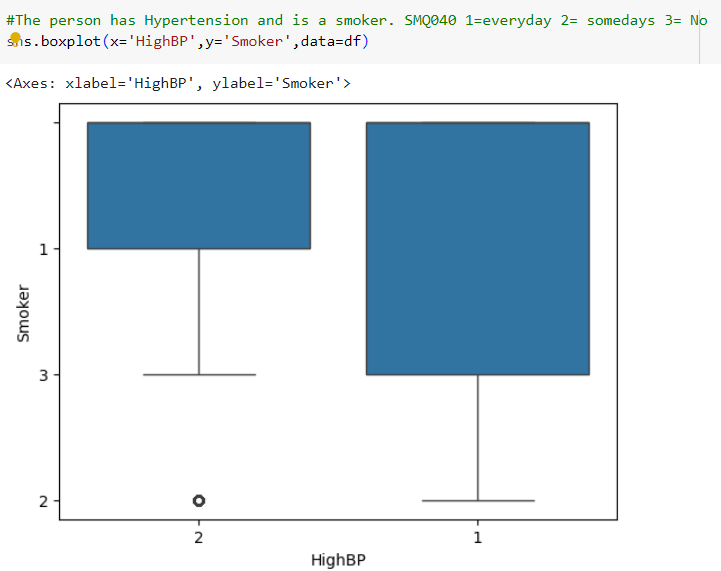 #The person has Hypertension and is a smoker. SMQ040 1=everyday 2= somedays 3= No
sns.boxplot(x='HighBP',y='Smoker',data=df)
<Axes: xlabel='HighBP', ylabel='Smoker'>
1
Smoker
3
2
2 1
HighBP